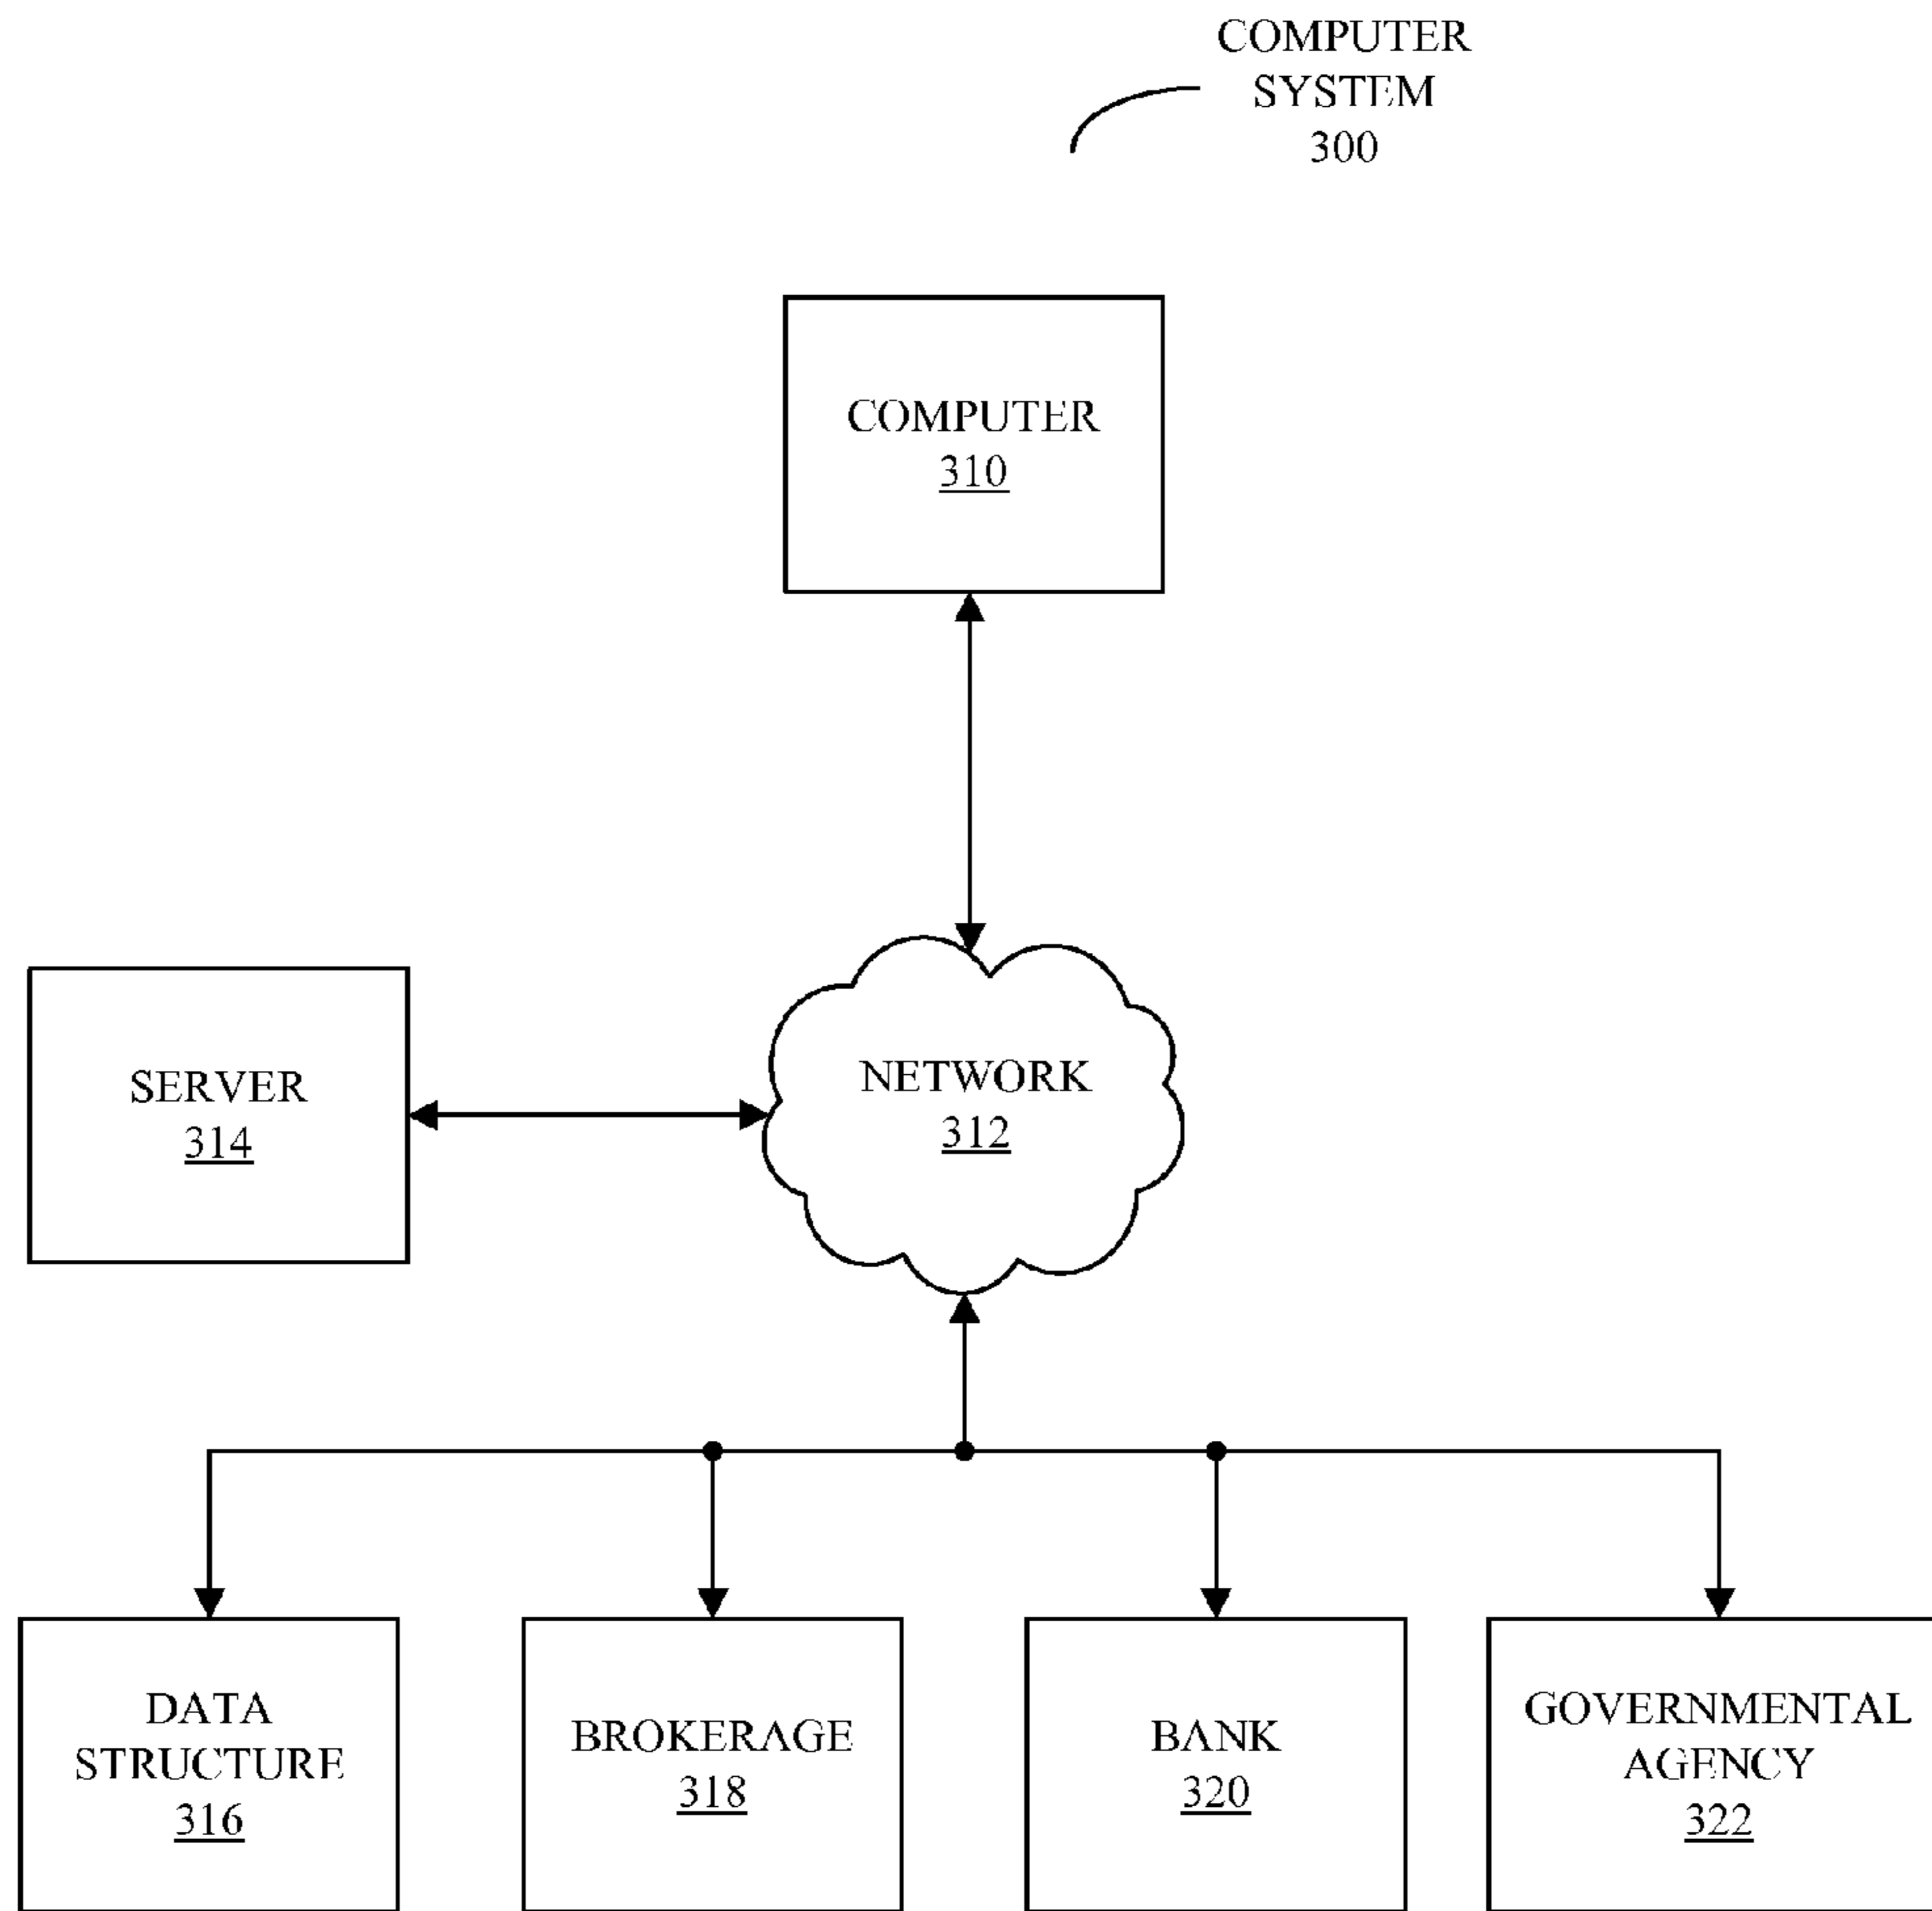 COMPUTER
SYSTEM
300
COMPUTER
310
SERVER
314
NETWORK
312
DATA
STRUCTURE
316
BROKERAGE
318
BANK
320
GOVERNMENTAL
AGENCY
322